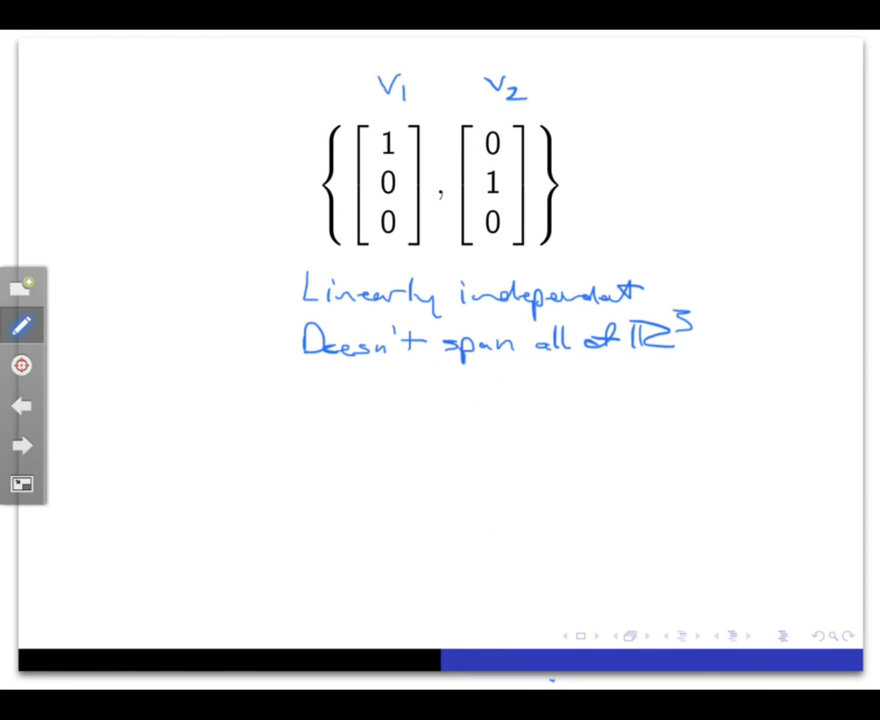 V₁ V₂
{ [ 1 0 0 ] , [ 0 1 0 ] }
Linearly independent
Doesn't span all of ℝ³